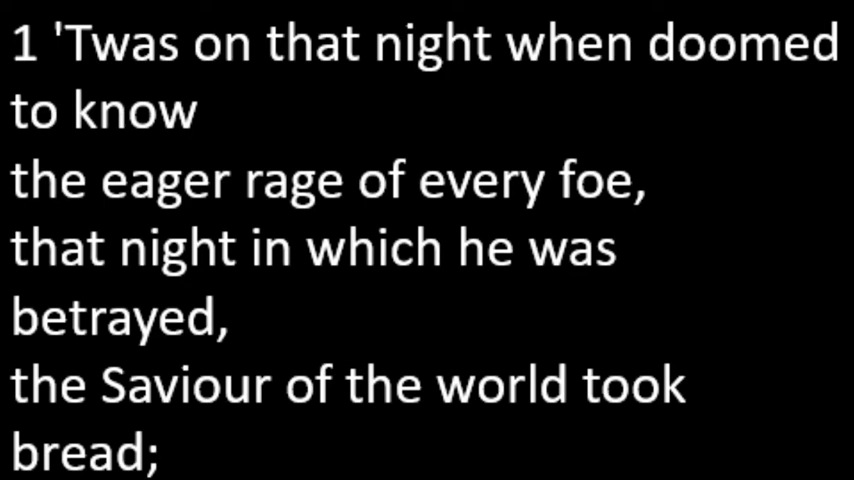 1 'Twas on that night when doomed
to know
the eager rage of every foe,
that night in which he was
betrayed,
the Saviour of the world took
bread;